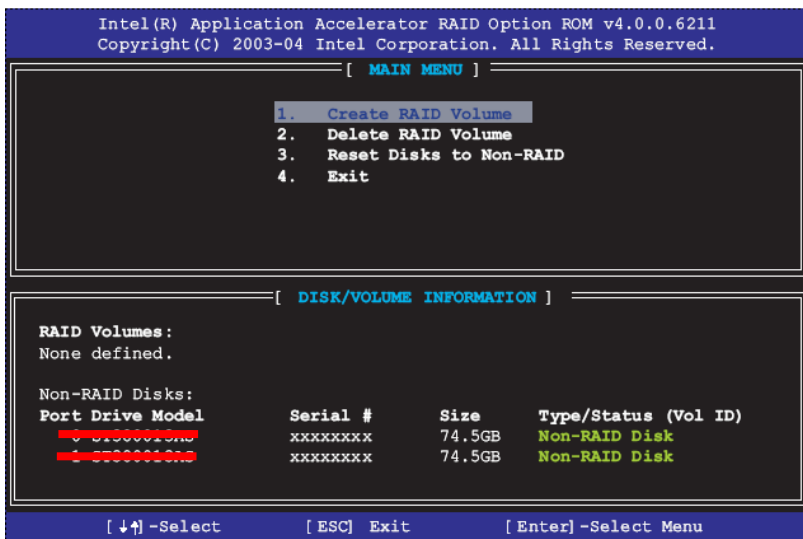 Intel(R) Application Accelerator RAID Option ROM v4.0.0.6211
Copyright(C) 2003-04 Intel Corporation. All Rights Reserved.
[ MAIN MENU ]
1. Create RAID Volume
2. Delete RAID Volume
3. Reset Disks to Non-RAID
4. Exit
[ DISK/VOLUME INFORMATION ]
RAID Volumes:
None defined.
Non-RAID Disks:
Port Drive Model Serial # Size Type/Status (Vol ID)
xxxxxxxx 74.5GB Non-RAID Disk
xxxxxxxx 74.5GB Non-RAID Disk
[↓↑]-Select [ESC] Exit [Enter]-Select Menu